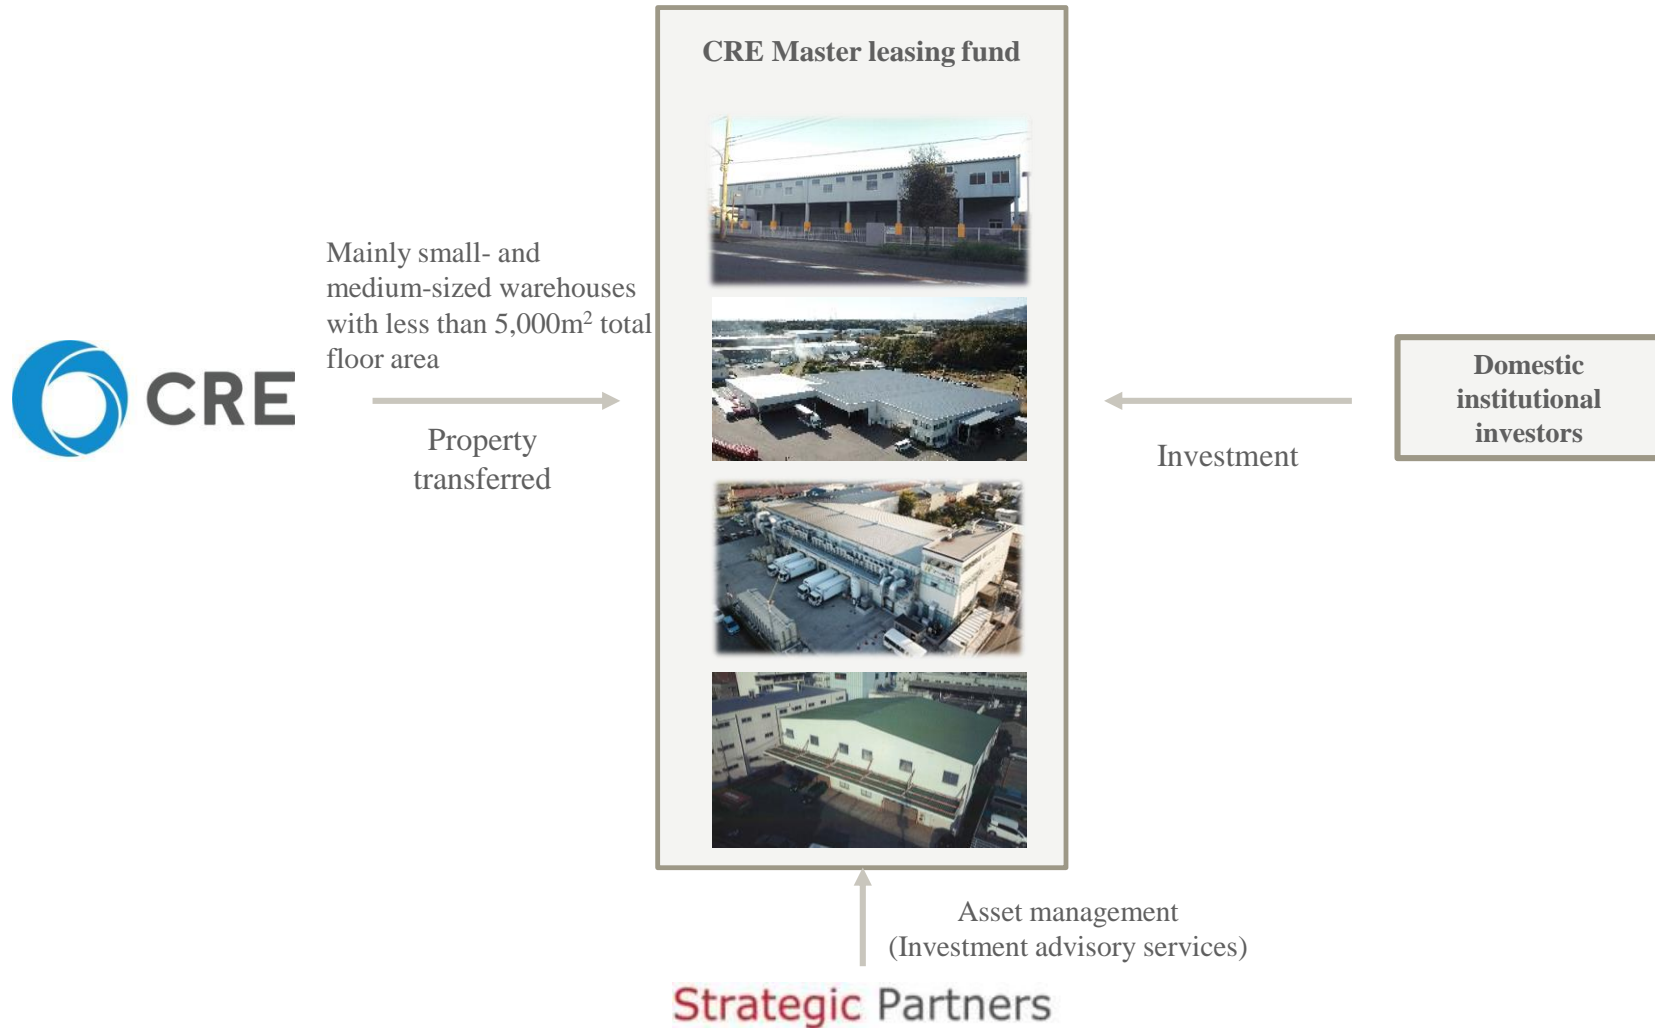 CRE Master leasing fund
Mainly small- and
medium-sized warehouses
with less than 5,000m² total
floor area
CRE
Property
transferred
Investment
Domestic
institutional
investors
Asset management
(Investment advisory services)
Strategic Partners